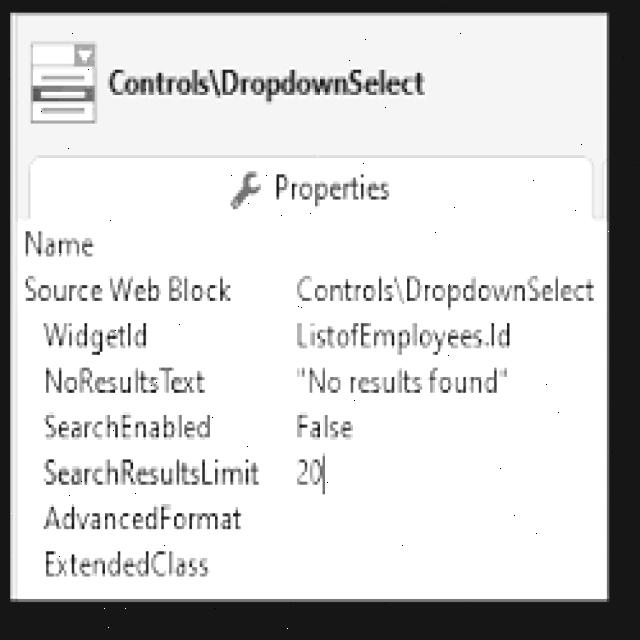 Controls\DropdownSelect
Properties
Name
Source Web Block Controls\DropdownSelect
WidgetId ListofEmployees.Id
NoResultsText "No results found"
SearchEnabled False
SearchResultsLimit 20
AdvancedFormat
ExtendedClass